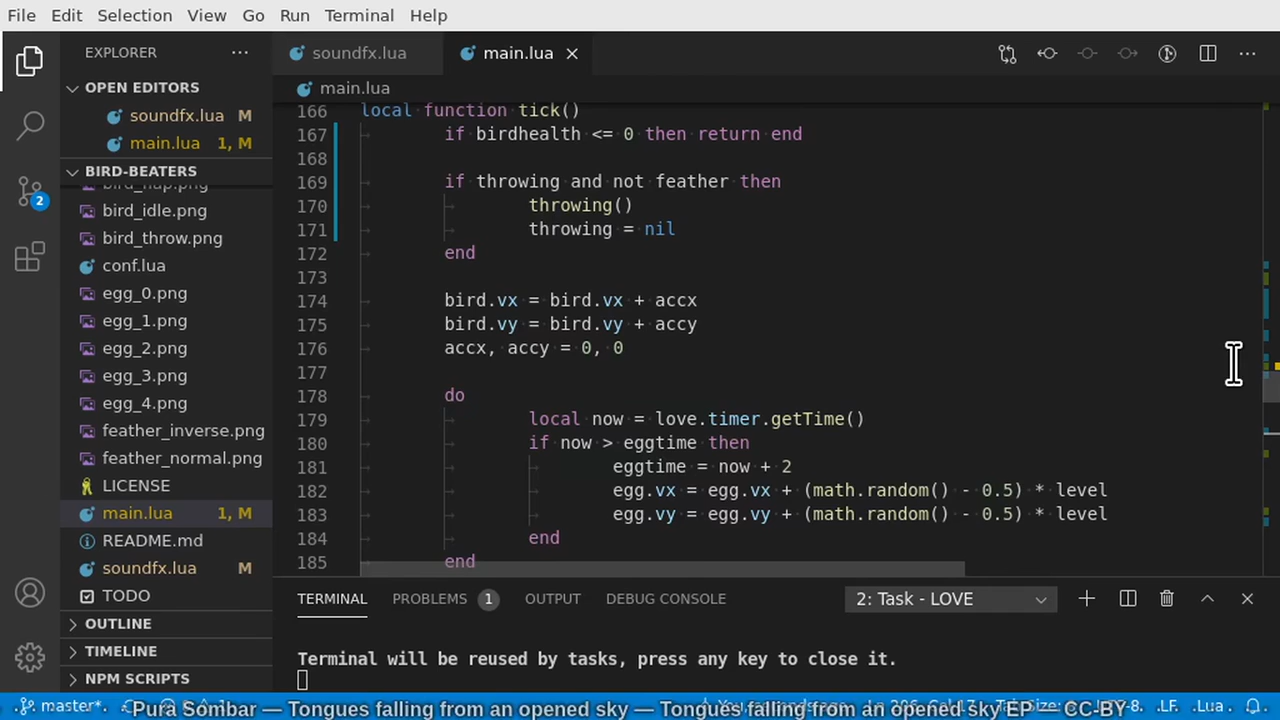 File Edit Selection View Go Run Terminal Help
EXPLORER
soundfx.lua
main.lua
OPEN EDITORS
soundfx.lua M
main.lua 1, M
BIRD-BEATERS
bird_flap.png
bird_idle.png
bird_throw.png
conf.lua
egg_0.png
egg_1.png
egg_2.png
egg_3.png
egg_4.png
feather_inverse.png
feather_normal.png
LICENSE
main.lua 1, M
README.md
soundfx.lua M
TODO
OUTLINE
TIMELINE
NPM SCRIPTS
2
main.lua
166 local function tick()
167 if birdhealth <= 0 then return end
168
169 if throwing and not feather then
170 throwing()
171 throwing = nil
172 end
173
174 bird.vx = bird.vx + accx
175 bird.vy = bird.vy + accy
176 accx, accy = 0, 0
177
178 do
179 local now = love.timer.getTime()
180 if now > eggtime then
181 eggtime = now + 2
182 egg.vx = egg.vx + (math.random() - 0.5) * level
183 egg.vy = egg.vy + (math.random() - 0.5) * level
184 end
185 end
TERMINAL PROBLEMS 1 OUTPUT DEBUG CONSOLE 2: Task - LOVE
Terminal will be reused by tasks, press any key to close it.
master* LF Lua
Pura Sombar — Tongues falling from an opened sky — Tongues falling from an opened sky EP — CC-BY